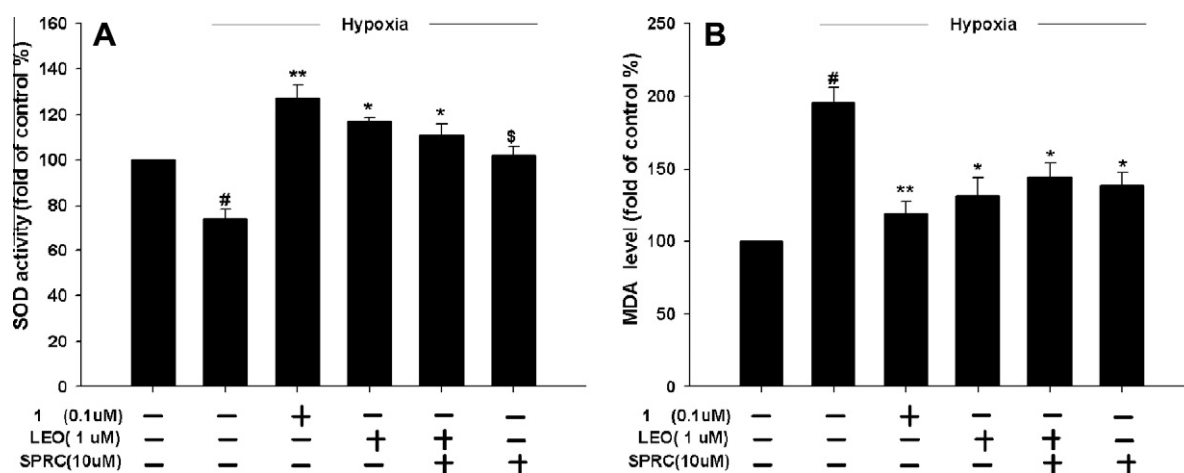 A
Hypoxia
SOD activity (fold of control %)
160
140
120
100
80
60
40
20
0
#
**
*
*
$
1 (0.1uM) — — + — — —
LEO( 1 uM) — — — + + —
SPRC(10uM) — — — — + +
B
Hypoxia
MDA level (fold of control %)
250
200
150
100
50
0
#
**
*
*
*
1 (0.1uM) — — + — — —
LEO( 1 uM) — — — + + —
SPRC(10uM) — — — — + +